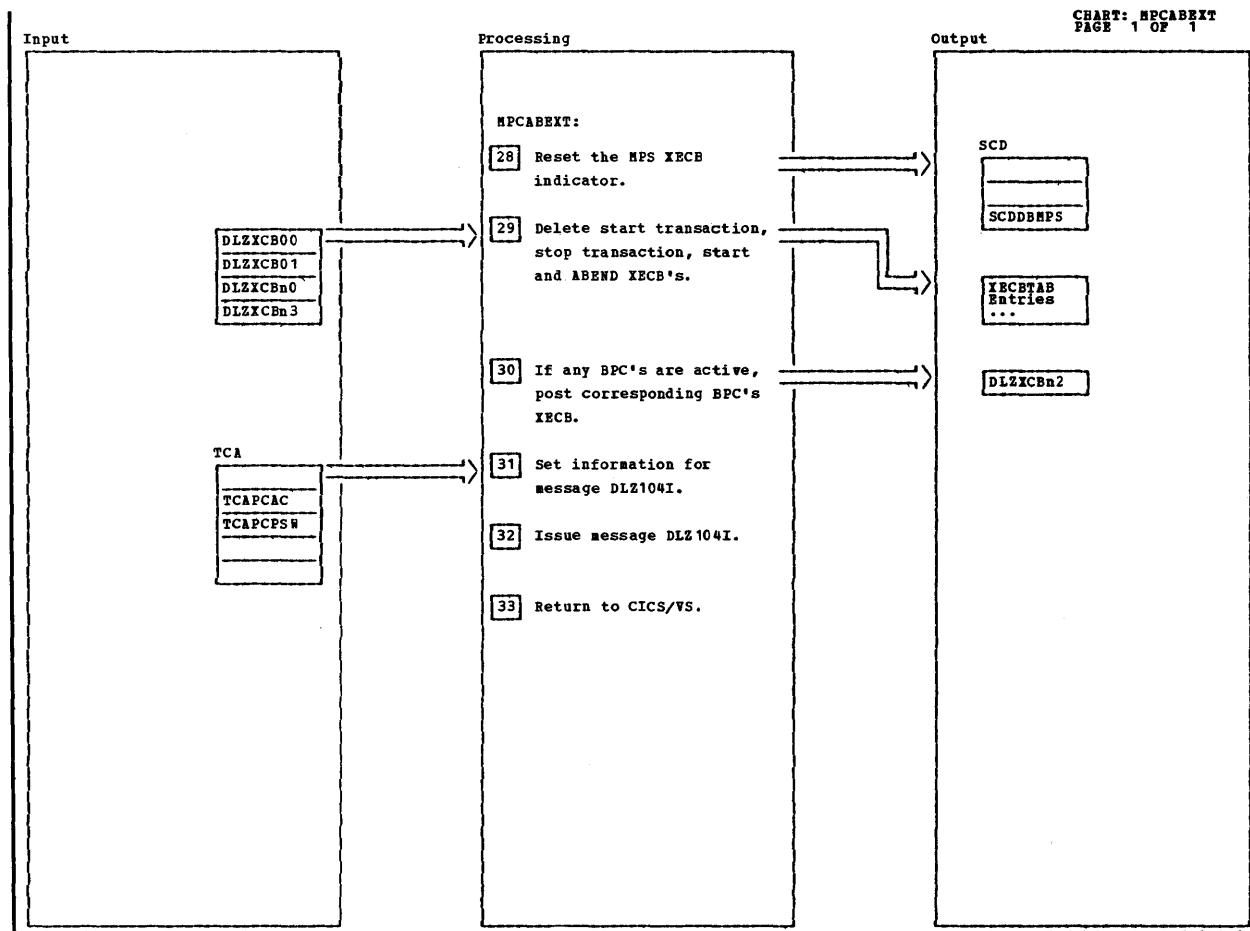 CHART: MPCABEXT
PAGE 1 OF 1
Input
Processing
Output
MPCABEXT:
28 Reset the MPS XECB
indicator.
SCD
SCDDBMPS
DLZXCB00
DLZXCB01
DLZXCBn0
DLZXCBn3
29 Delete start transaction,
stop transaction, start
and ABEND XECB's.
XECBTAB
Entries
...
30 If any BPC's are active,
post corresponding BPC's
XECB.
DLZXCBn2
TCA
TCAPCAC
TCAPCPSW
31 Set information for
message DLZ104I.
32 Issue message DLZ104I.
33 Return to CICS/VS.